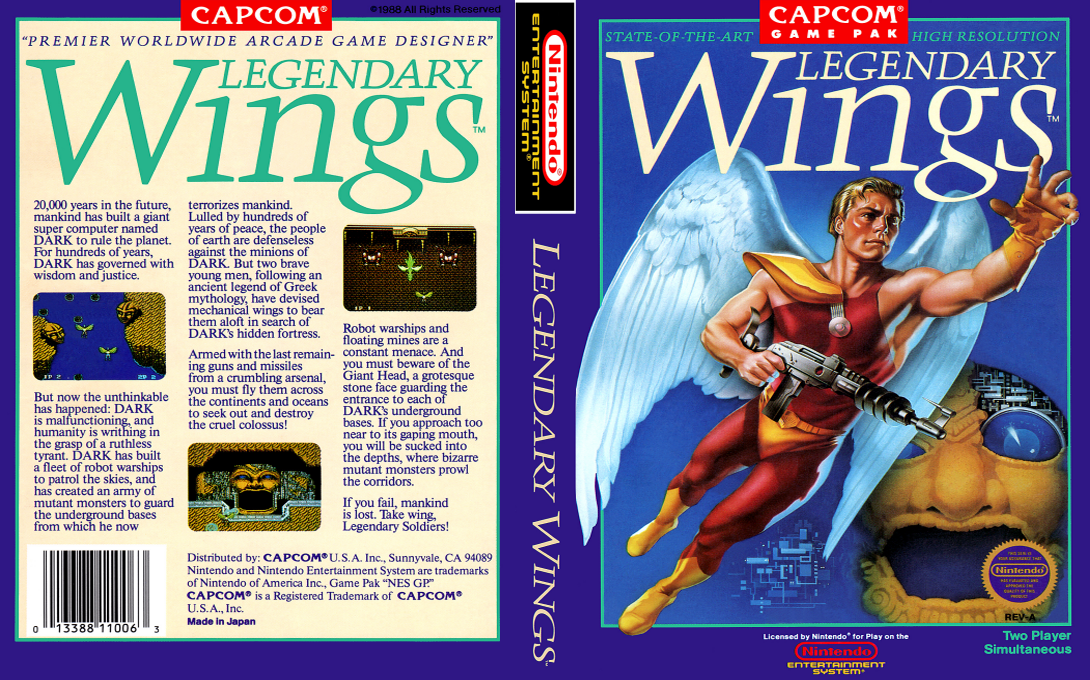 CAPCOM®
©1988 All Rights Reserved
"PREMIER WORLDWIDE ARCADE GAME DESIGNER"
LEGENDARY
Wings™
20,000 years in the future,
mankind has built a giant
super computer named
DARK to rule the planet.
For hundreds of years,
DARK has governed with
wisdom and justice.
But now the unthinkable
has happened: DARK
is malfunctioning, and
humanity is writhing in
the grasp of a ruthless
tyrant. DARK has built
a fleet of robot warships
to patrol the skies, and
has created an army of
mutant monsters to guard
the underground bases
from which he now
terrorizes mankind.
Lulled by hundreds of
years of peace, the people
of earth are defenseless
against the minions of
DARK. But two brave
young men, following an
ancient legend of Greek
mythology, have devised
mechanical wings to bear
them aloft in search of
DARK's hidden fortress.
Armed with the last remain-
ing guns and missiles
from a crumbling arsenal,
you must fly them across
the continents and oceans
to seek out and destroy
the cruel colossus!
Robot warships and
floating mines are a
constant menace. And
you must beware of the
Giant Head, a grotesque
stone face guarding the
entrance to each of
DARK's underground
bases. If you approach too
near to its gaping mouth,
you will be sucked into
the depths, where bizarre
mutant monsters prowl
the corridors.
If you fail, mankind
is lost. Take wing,
Legendary Soldiers!
0 13388 11006 3
Distributed by: CAPCOM® U.S.A. Inc., Sunnyvale, CA 94089
Nintendo and Nintendo Entertainment System are trademarks
of Nintendo of America Inc., Game Pak "NES GP."
CAPCOM® is a Registered Trademark of CAPCOM®
U.S.A., Inc.
Made in Japan
Nintendo®
ENTERTAINMENT
SYSTEM®
LEGENDARY WINGS™
CAPCOM®
GAME PAK
STATE-OF-THE-ART HIGH RESOLUTION
LEGENDARY
Wings™
Nintendo
REV-A
Licensed by Nintendo® for Play on the
Nintendo
ENTERTAINMENT
SYSTEM®
Two Player
Simultaneous